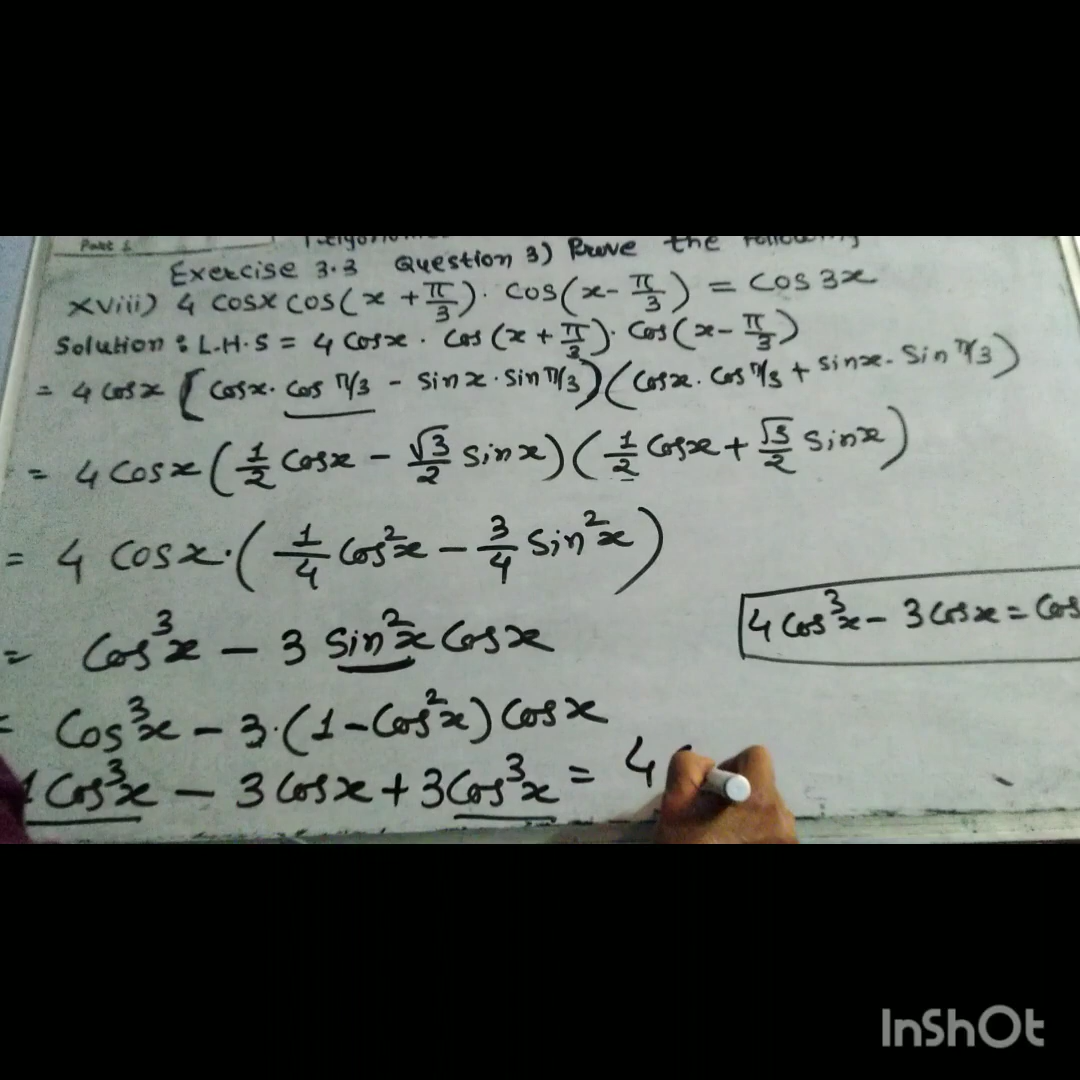 Part 1
Exercise 3.3 Question 3) Prove the Following
xviii) 4 cosx cos(x + π/3). cos(x - π/3) = cos 3x
Solution : L.H.S = 4 cosx . cos (x + π/3). cos(x - π/3)
= 4 cosx [cosx. cos π/3 - sinx. sin π/3)(cosx. cos π/3 + sinx. sin π/3)
= 4 cosx (1/2 cosx - √3/2 sinx)(1/2 cosx + √3/2 sinx)
= 4 cosx.(1/4 cos²x - 3/4 sin²x)
= cos³x - 3 sin²x cosx
4 cos³x - 3 cosx = cos
= cos³x - 3.(1-cos²x) cosx
1cos³x - 3 cosx + 3cos³x = 4
InShOt